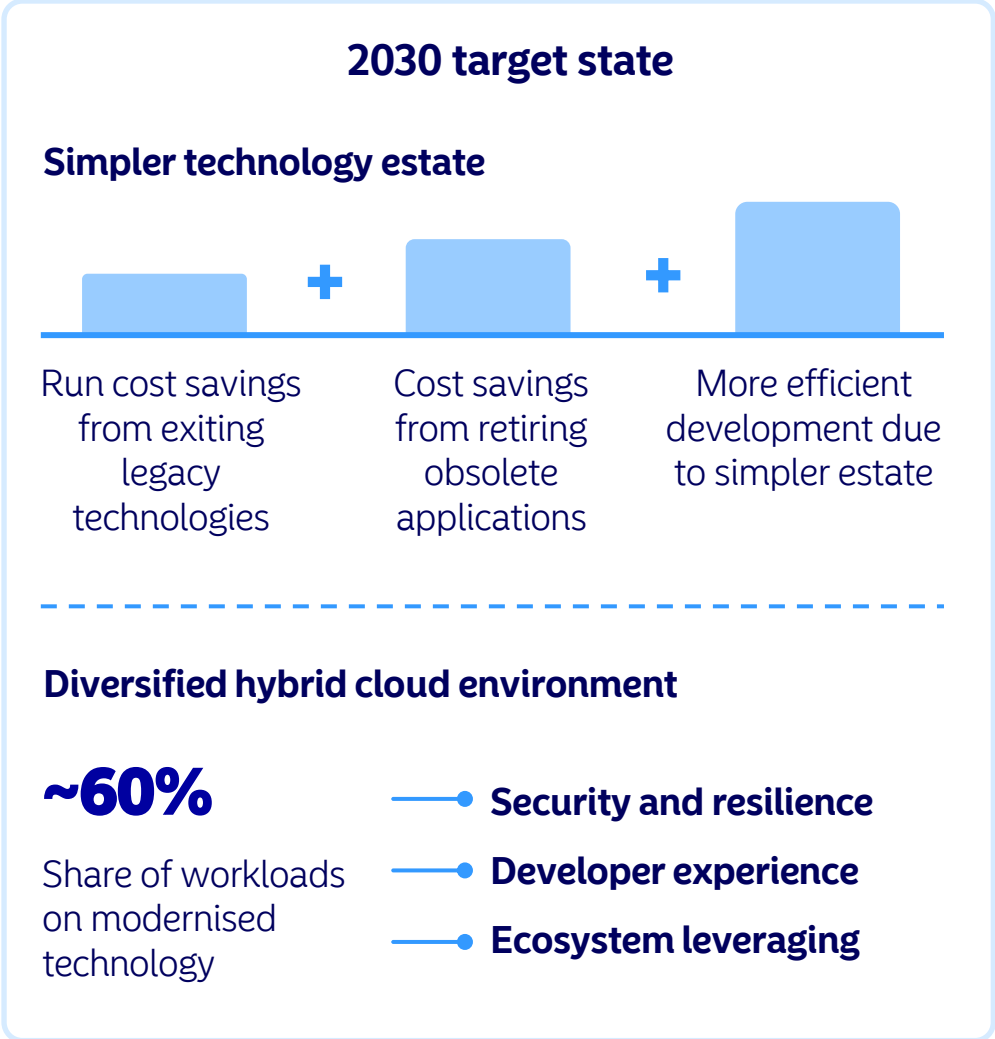 2030 target state
Simpler technology estate
+
+
Run cost savings
from exiting
legacy
technologies
Cost savings
from retiring
obsolete
applications
More efficient
development due
to simpler estate
Diversified hybrid cloud environment
~60%
Share of workloads
on modernised
technology
Security and resilience
Developer experience
Ecosystem leveraging